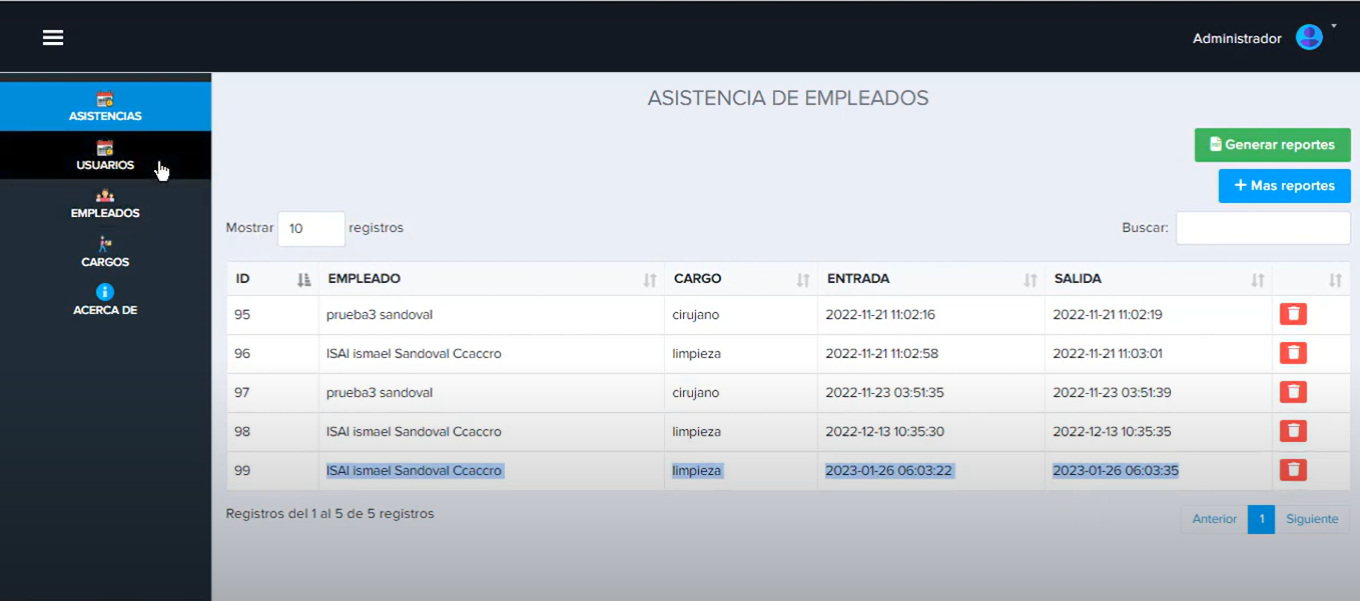 Administrador
ASISTENCIAS
USUARIOS
EMPLEADOS
CARGOS
ACERCA DE
ASISTENCIA DE EMPLEADOS
Generar reportes
+ Mas reportes
Mostrar 10 registros Buscar:
ID EMPLEADO CARGO ENTRADA SALIDA
95 prueba3 sandoval cirujano 2022-11-21 11:02:16 2022-11-21 11:02:19
96 ISAI ismael Sandoval Ccaccro limpieza 2022-11-21 11:02:58 2022-11-21 11:03:01
97 prueba3 sandoval cirujano 2022-11-23 03:51:35 2022-11-23 03:51:39
98 ISAI ismael Sandoval Ccaccro limpieza 2022-12-13 10:35:30 2022-12-13 10:35:35
99 ISAI ismael Sandoval Ccaccro limpieza 2023-01-26 06:03:22 2023-01-26 06:03:35
Registros del 1 al 5 de 5 registros
Anterior 1 Siguiente